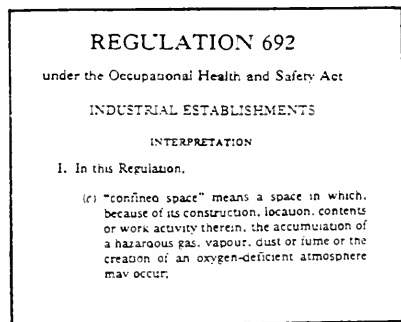 REGULATION 692
under the Occupational Health and Safety Act
INDUSTRIAL ESTABLISHMENTS
INTERPRETATION
1. In this Regulation,
(c) "confined space" means a space in which,
because of its construction, location, contents
or work activity therein, the accumulation of
a hazardous gas, vapour, dust or fume or the
creation of an oxygen-deficient atmosphere
may occur;